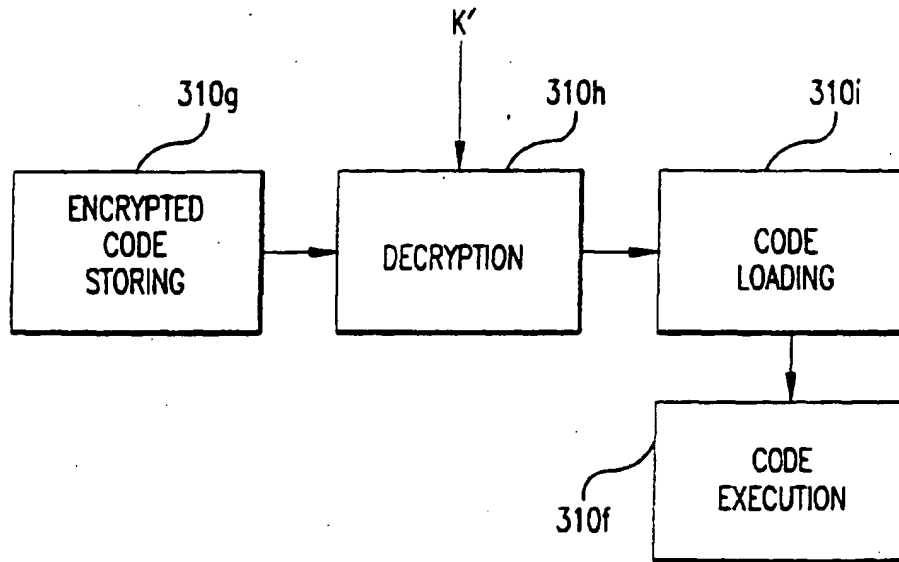 K'
310g
310h
310i
ENCRYPTED
CODE
STORING
DECRYPTION
CODE
LOADING
CODE
EXECUTION
310f